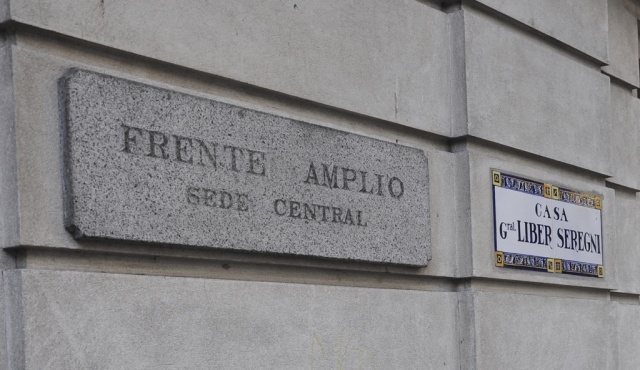 FRENTE AMPLIO
SEDE CENTRAL
CASA
Gral. LIBER SEREGNI